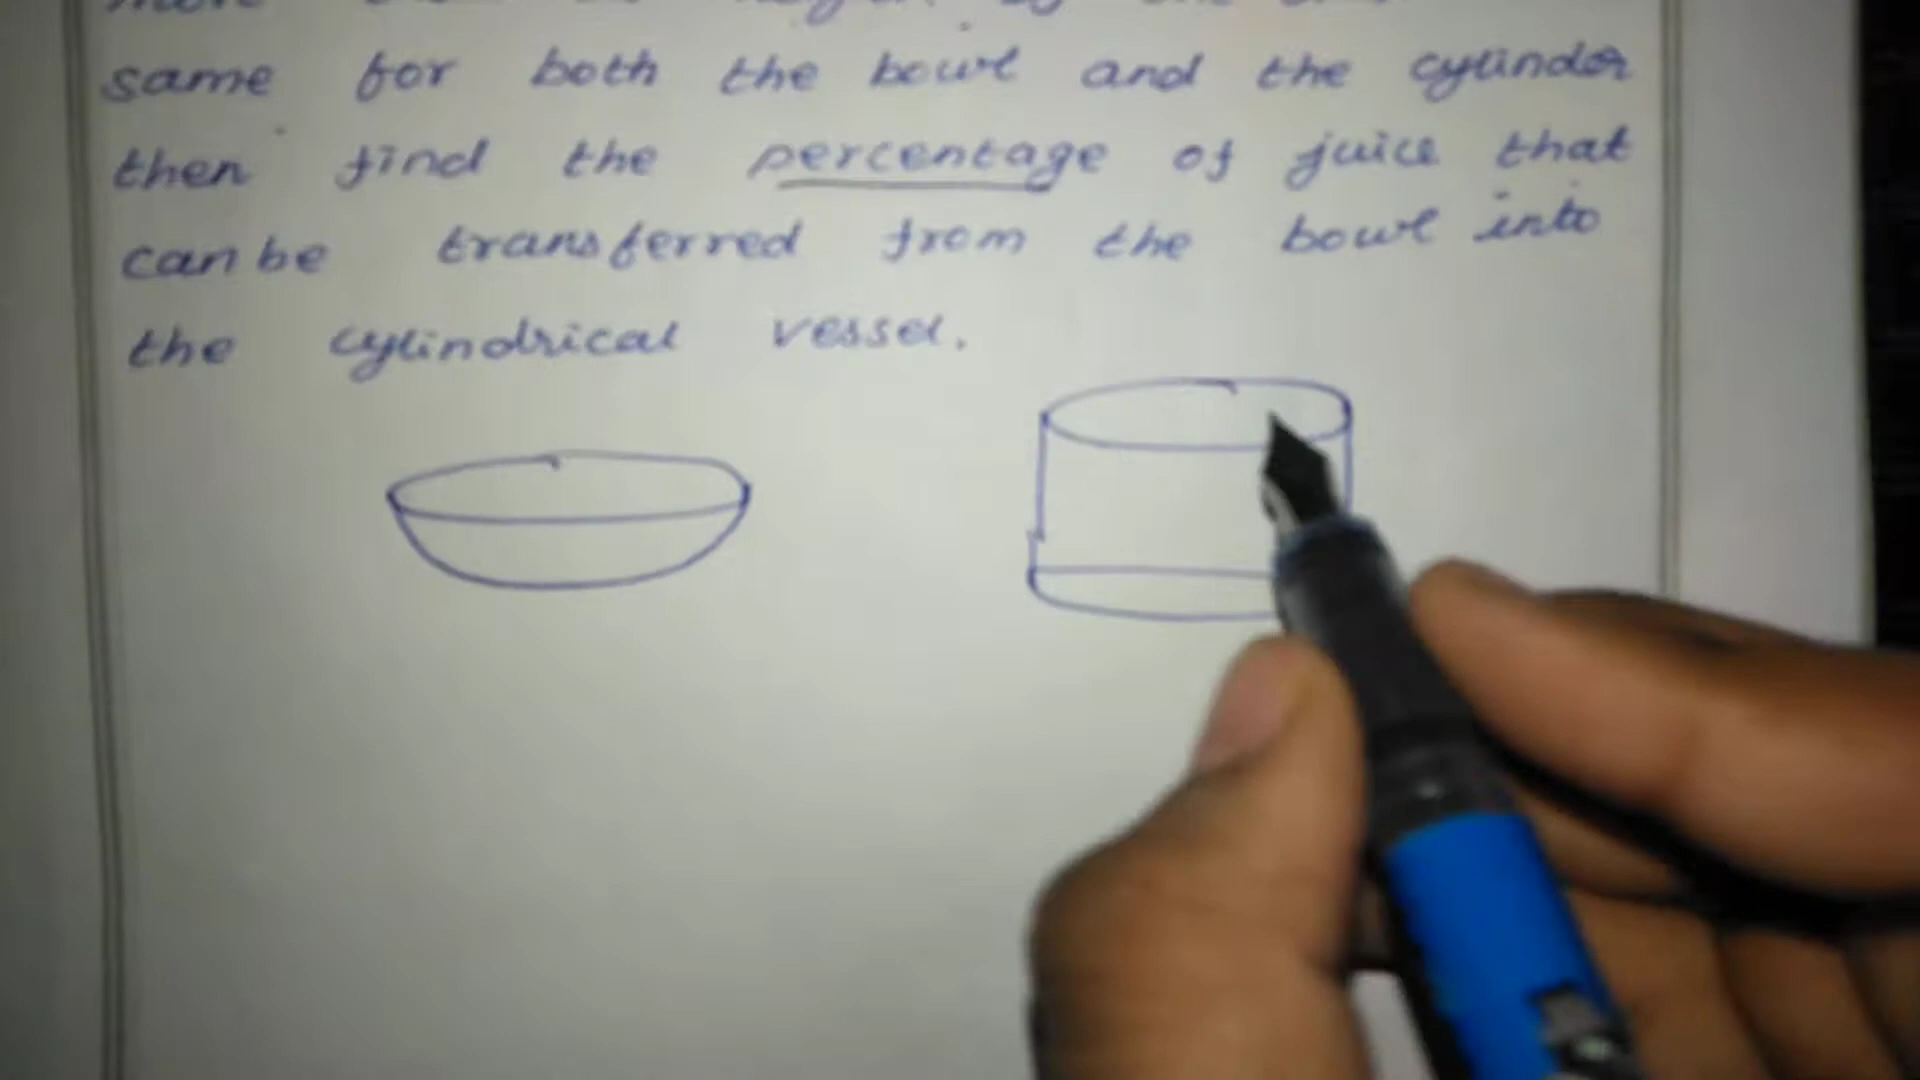 same for both the bowl and the cylinder
then find the percentage of juice that
can be transferred from the bowl into
the cylindrical vessel.